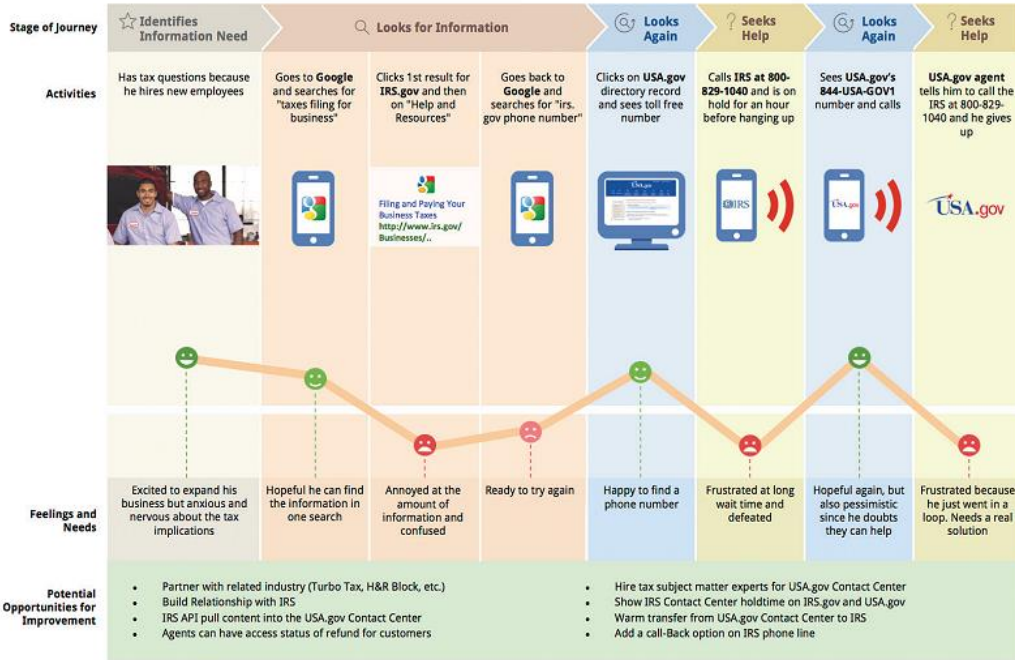 Stage of Journey
Identifies
Information Need
Looks for Information
Looks
Again
Seeks
Help
Looks
Again
Seeks
Help
Activities
Has tax questions because
he hires new employees
Goes to Google
and searches for
"taxes filing for
business"
Clicks 1st result for
IRS.gov and then
on "Help and
Resources"
Goes back to
Google and
searches for "irs.
gov phone number"
Clicks on USA.gov
directory record
and sees toll free
number
Calls IRS at 800-
829-1040 and is on
hold for an hour
before hanging up
Sees USA.gov's
844-USA-GOV1
number and calls
USA.gov agent
tells him to call the
IRS at 800-829-
1040 and he gives
up
Filing and Paying Your
Business Taxes
http://www.irs.gov/
Businesses/..
USA.gov
IRS
USA.gov
USA.gov
Feelings and
Needs
Excited to expand his
business but anxious and
nervous about the tax
implications
Hopeful he can find
the information in
one search
Annoyed at the
amount of
information and
confused
Ready to try again
Happy to find a
phone number
Frustrated at long
wait time and
defeated
Hopeful again, but
also pessimistic
since he doubts
they can help
Frustrated because
he just went in a
loop. Needs a real
solution
Potential
Opportunities for
Improvement
• Partner with related industry (Turbo Tax, H&R Block, etc.)
• Build Relationship with IRS
• IRS API pull content into the USA.gov Contact Center
• Agents can have access status of refund for customers
• Hire tax subject matter experts for USA.gov Contact Center
• Show IRS Contact Center holdtime on IRS.gov and USA.gov
• Warm transfer from USA.gov Contact Center to IRS
• Add a call-Back option on IRS phone line